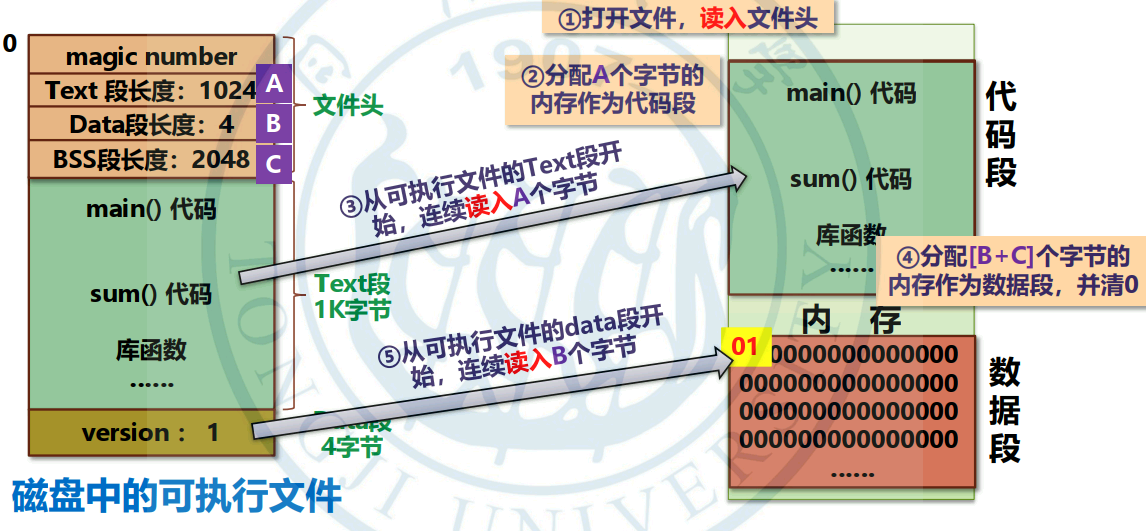 ①打开文件，读入文件头
0
magic number
Text 段长度：1024
A
Data段长度：4
B
BSS段长度：2048
C
文件头
②分配A个字节的
内存作为代码段
main() 代码
sum() 代码
库函数
......
代码段
③从可执行文件的Text段开
始，连续读入A个字节
main() 代码
sum() 代码
库函数
......
Text段
1K字节
④分配[B+C]个字节的
内存作为数据段，并清0
内 存
⑤从可执行文件的data段开
始，连续读入B个字节
version： 1
Data段
4字节
01
0000000000000000
0000000000000000
0000000000000000
......
数据段
磁盘中的可执行文件
1907
TONGJI UNIVERSITY